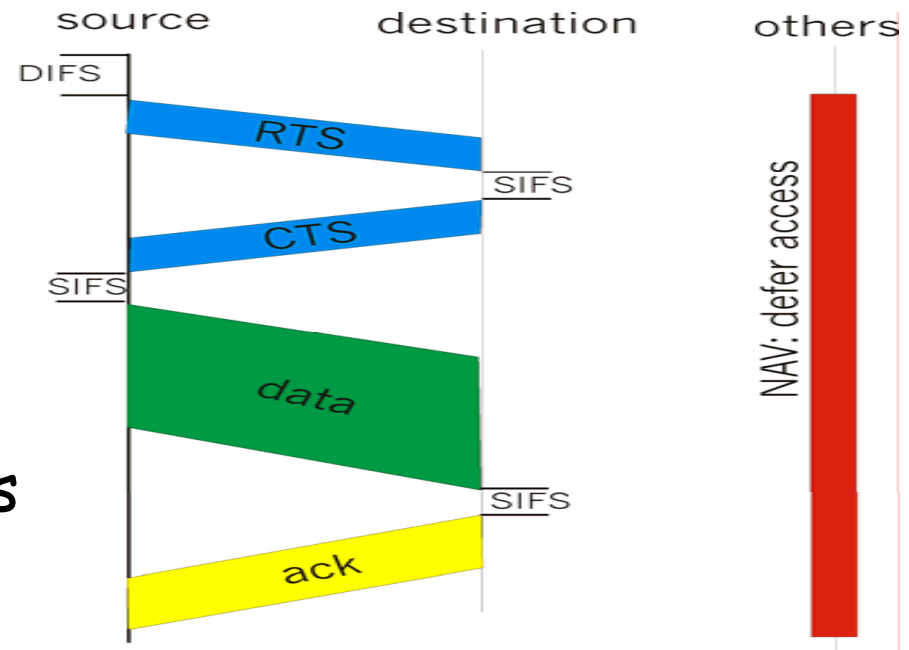 source
destination
others
DIFS
RTS
SIFS
CTS
SIFS
NAV: defer access
data
s
SIFS
ack